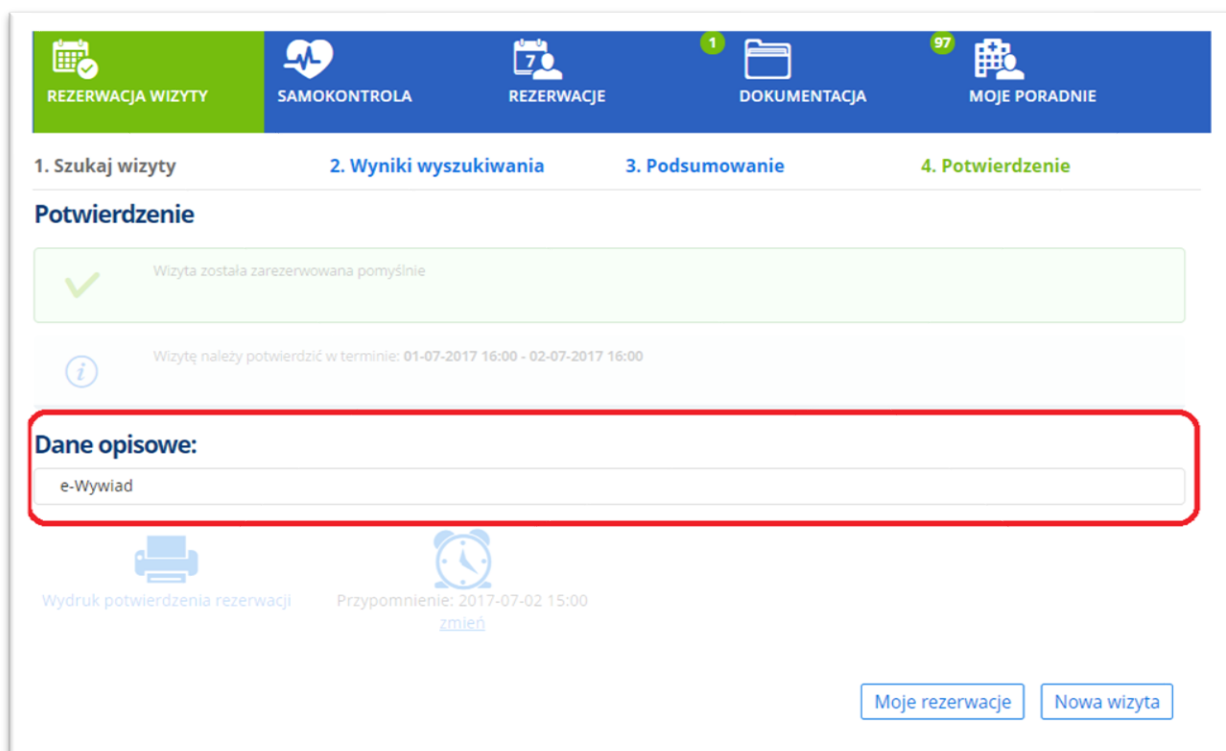 1
97
7
REZERWACJA WIZYTY
SAMOKONTROLA
REZERWACJE
DOKUMENTACJA
MOJE PORADNIE
1. Szukaj wizyty
2. Wyniki wyszukiwania
3. Podsumowanie
4. Potwierdzenie
Potwierdzenie
Wizyta została zarezerwowana pomyślnie
i
Wizytę należy potwierdzić w terminie: 01-07-2017 16:00 - 02-07-2017 16:00
Dane opisowe:
e-Wywiad
Wydruk potwierdzenia rezerwacji
Przypomnienie: 2017-07-02 15:00
zmień
Moje rezerwacje
Nowa wizyta